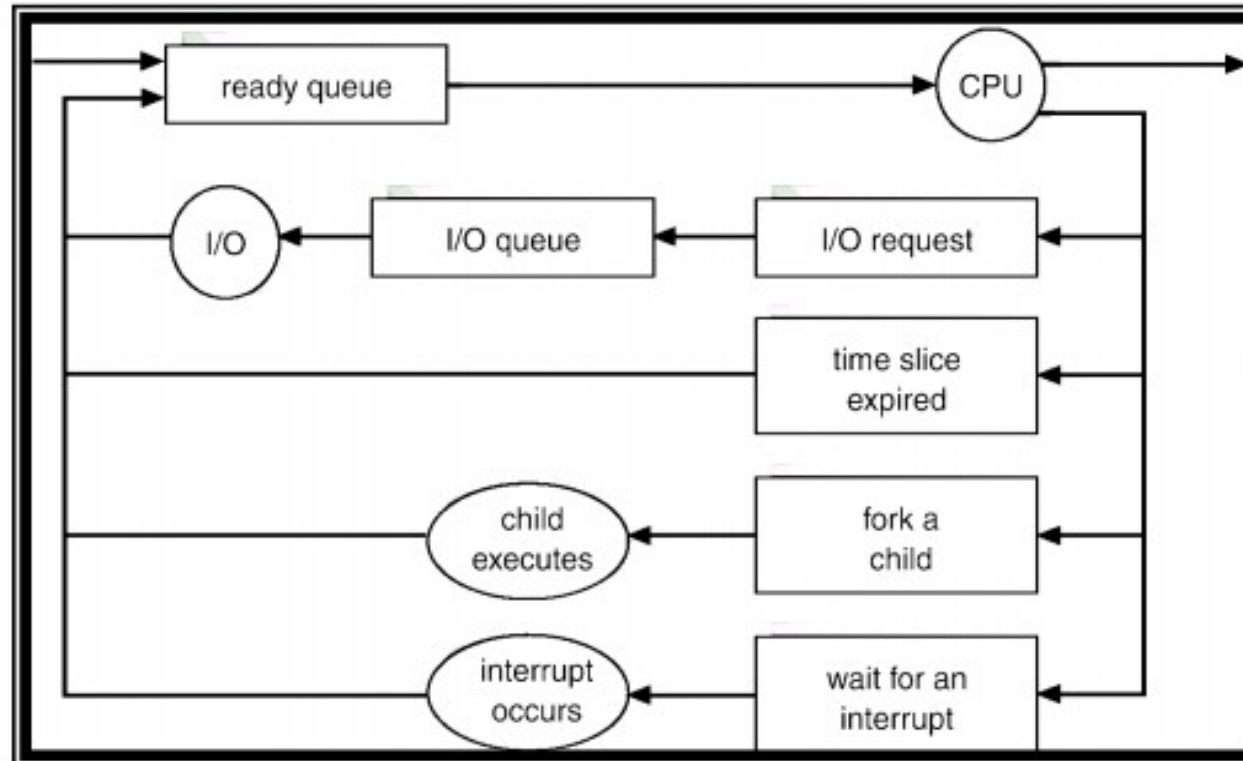 ready queue
CPU
I/O
I/O queue
I/O request
time slice
expired
child
executes
fork a
child
interrupt
occurs
wait for an
interrupt